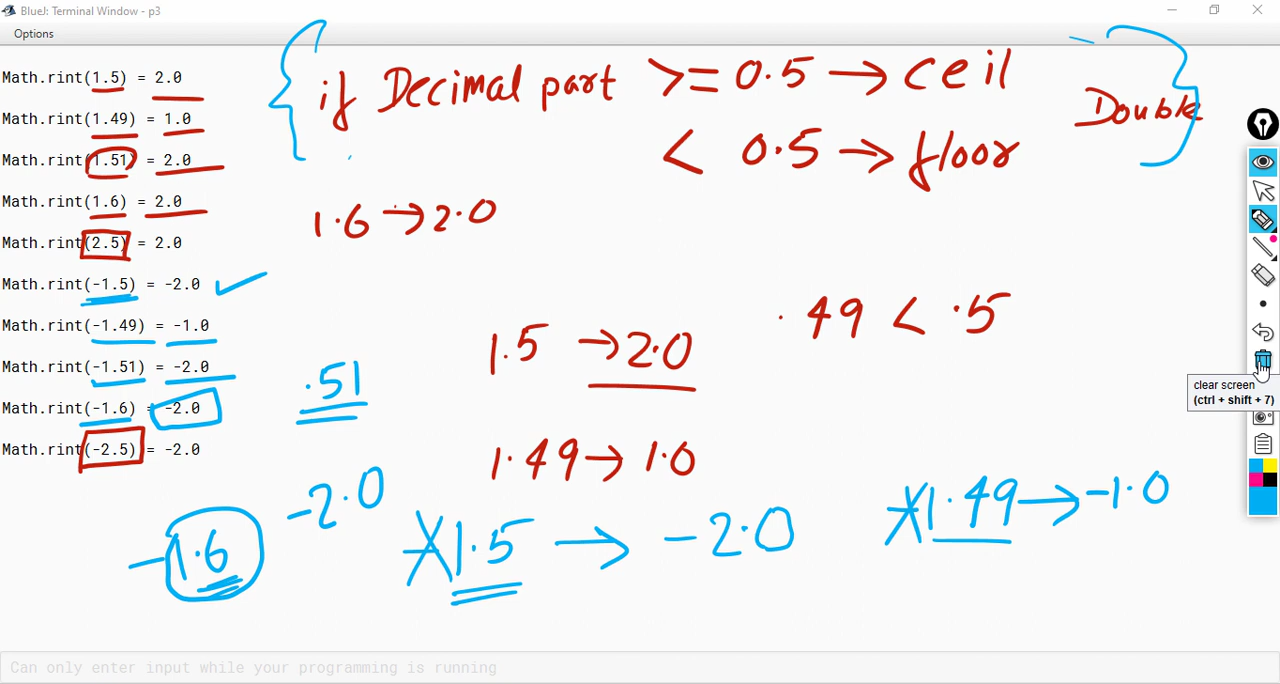 BlueJ: Terminal Window - p3
Options
Math.rint(1.5) = 2.0
Math.rint(1.49) = 1.0
Math.rint(1.51) = 2.0
Math.rint(1.6) = 2.0
Math.rint(2.5) = 2.0
Math.rint(-1.5) = -2.0
Math.rint(-1.49) = -1.0
Math.rint(-1.51) = -2.0
Math.rint(-1.6) = -2.0
Math.rint(-2.5) = -2.0
if Decimal part >= 0.5 → ceil
< 0.5 → floor
Double
1.6 → 2.0
.49 < .5
1.5 → 2.0
.51
1.49 → 1.0
-2.0
-1.6
1.5 → -2.0
1.49 → -1.0
clear screen
(ctrl + shift + 7)
Can only enter input while your programming is running